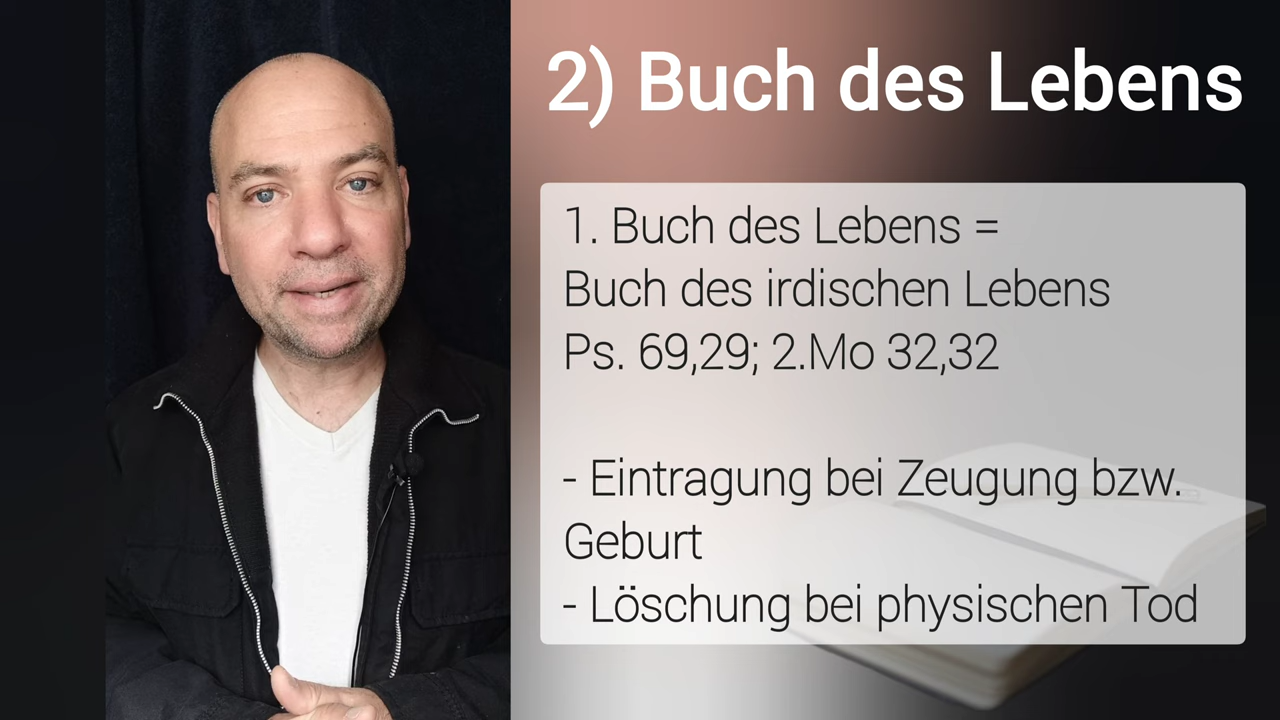 2) Buch des Lebens
1. Buch des Lebens =
Buch des irdischen Lebens
Ps. 69,29; 2.Mo 32,32
- Eintragung bei Zeugung bzw.
Geburt
- Löschung bei physischen Tod